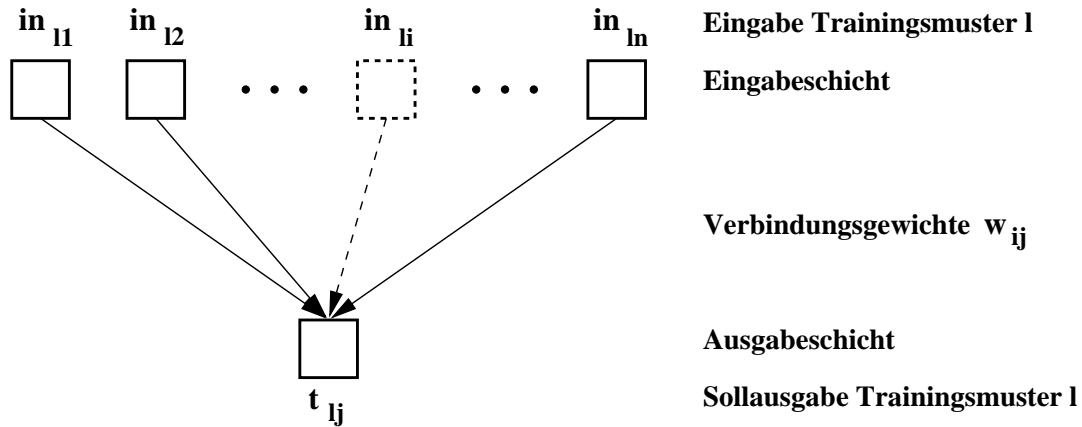 in l1 in l2 in li in ln Eingabe Trainingsmuster l
Eingabeschicht
Verbindungsgewichte w ij
Ausgabeschicht
t lj Sollausgabe Trainingsmuster l